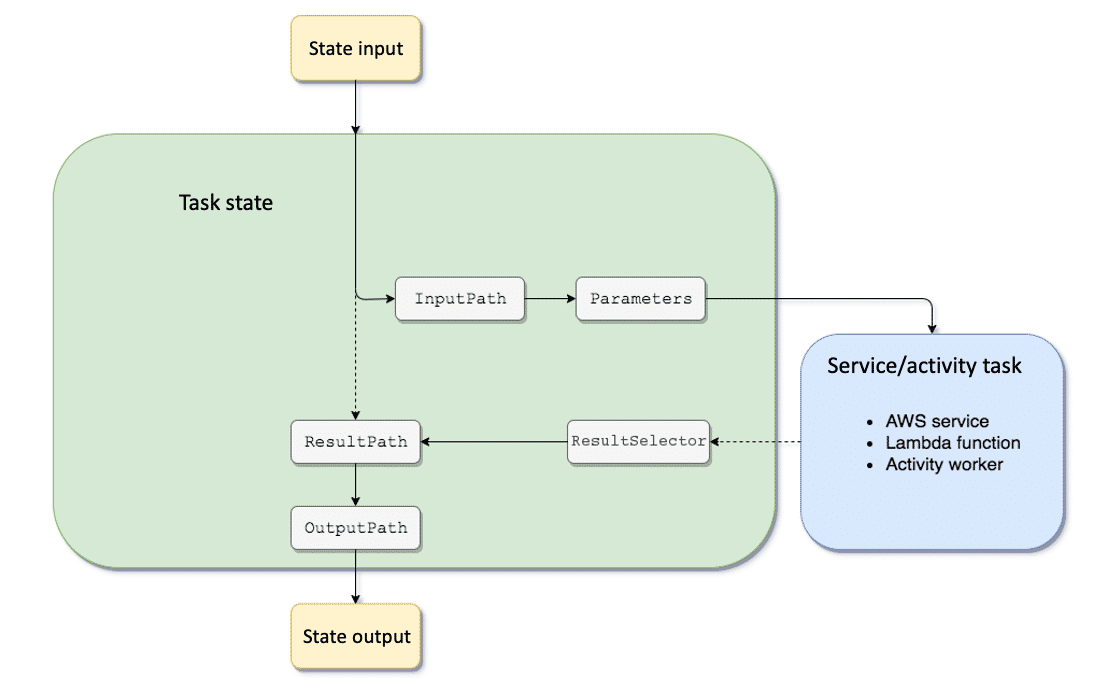 State input
Task state
InputPath
Parameters
Service/activity task
• AWS service
• Lambda function
• Activity worker
ResultPath
ResultSelector
OutputPath
State output